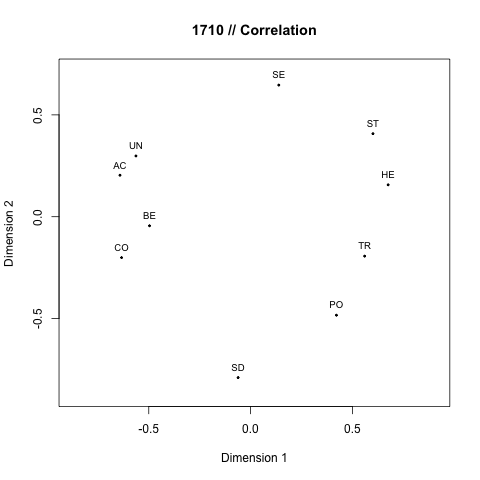 1710 // Correlation
SE
ST
UN
AC
HE
BE
TR
CO
PO
SD
0.5
0.0
-0.5
Dimension 2
-0.5 0.0 0.5
Dimension 1